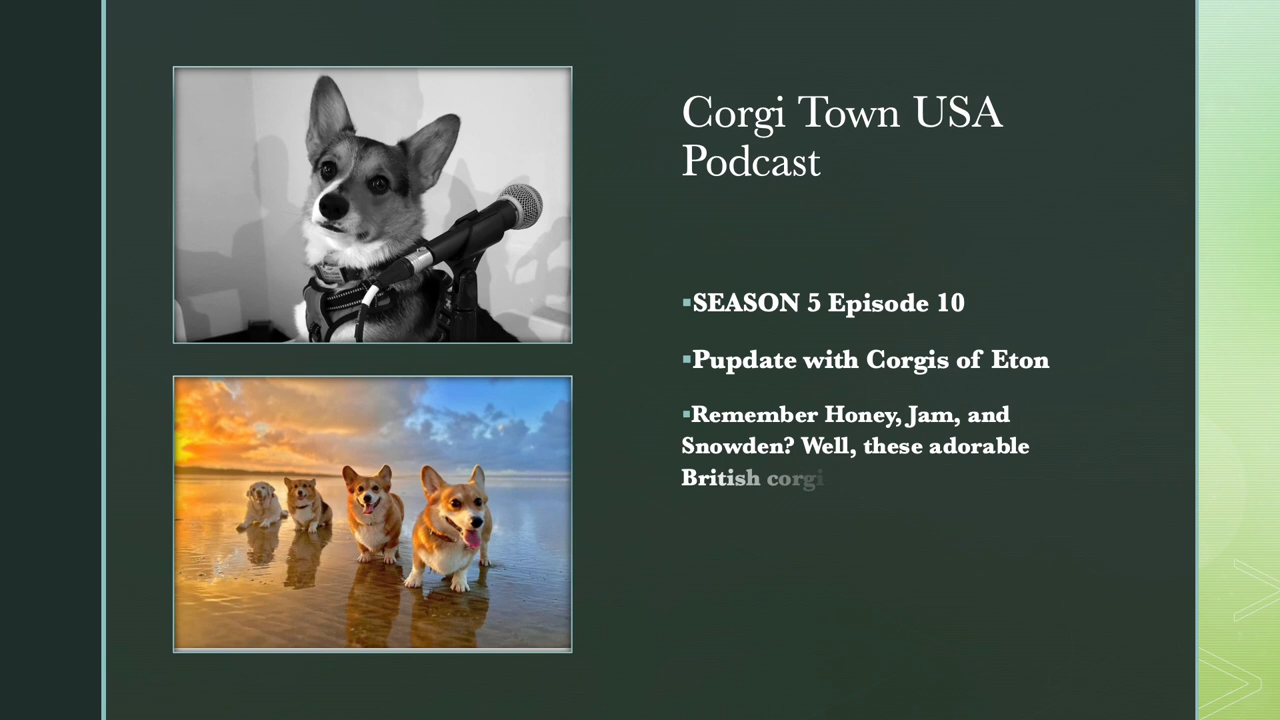 Corgi Town USA
Podcast
SEASON 5 Episode 10
Pupdate with Corgis of Eton
Remember Honey, Jam, and
Snowden? Well, these adorable
British corgi